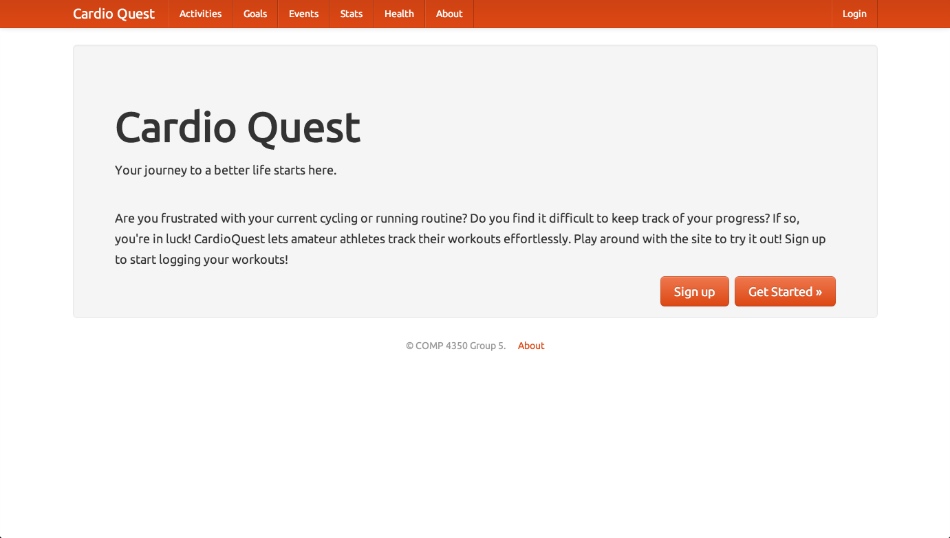 Cardio Quest Activities Goals Events Stats Health About Login
Cardio Quest
Your journey to a better life starts here.
Are you frustrated with your current cycling or running routine? Do you find it difficult to keep track of your progress? If so,
you're in luck! CardioQuest lets amateur athletes track their workouts effortlessly. Play around with the site to try it out! Sign up
to start logging your workouts!
Sign up Get Started »
© COMP 4350 Group 5. About